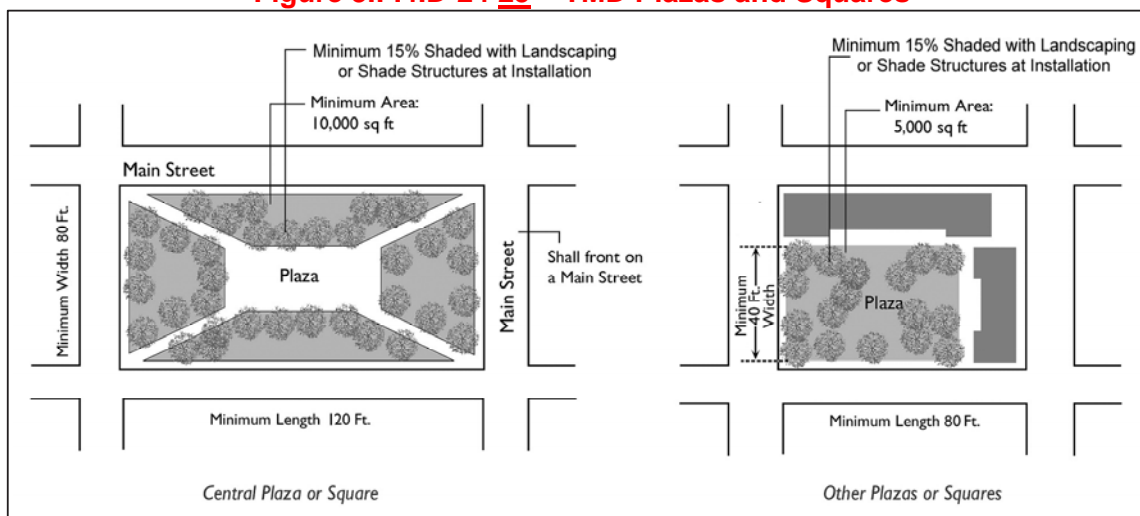 Minimum 15% Shaded with Landscaping
or Shade Structures at Installation
Minimum Area:
10,000 sq ft
Main Street
Minimum Width 80 Ft.
Plaza
Main Street
Shall front on
a Main Street
Minimum Length 120 Ft.
Central Plaza or Square
Minimum 15% Shaded with Landscaping
or Shade Structures at Installation
Minimum Area:
5,000 sq ft
Minimum
40 Ft.
Width
Plaza
Minimum Length 80 Ft.
Other Plazas or Squares